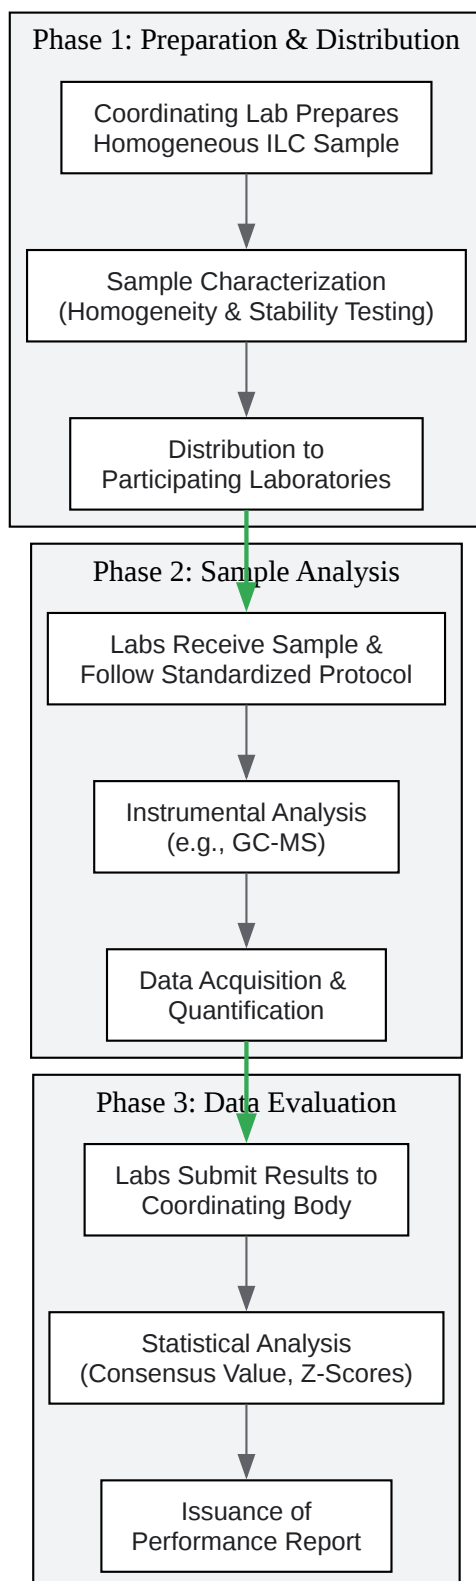 Phase 1: Preparation & Distribution
Coordinating Lab Prepares
Homogeneous ILC Sample
Sample Characterization
(Homogeneity & Stability Testing)
Distribution to
Participating Laboratories
Phase 2: Sample Analysis
Labs Receive Sample &
Follow Standardized Protocol
Instrumental Analysis
(e.g., GC-MS)
Data Acquisition &
Quantification
Phase 3: Data Evaluation
Labs Submit Results to
Coordinating Body
Statistical Analysis
(Consensus Value, Z-Scores)
Issuance of
Performance Report